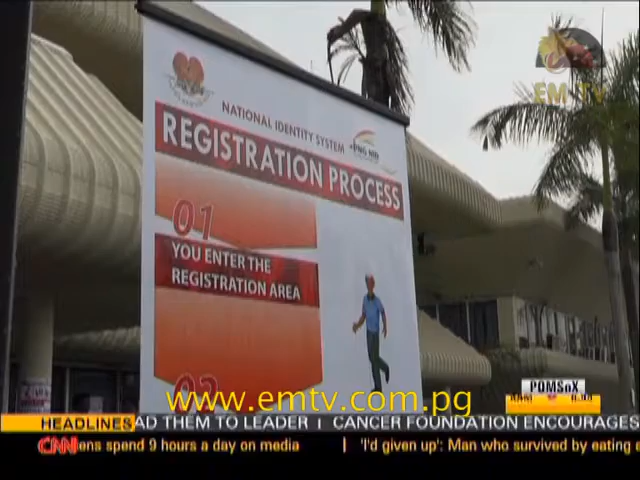 EMTV
NATIONAL IDENTITY SYSTEM
PNG NID
REGISTRATION PROCESS
01
YOU ENTER THE
REGISTRATION AREA
02
www.emtv.com.pg
POMSoX
HEADLINES AD THEM TO LEADER | CANCER FOUNDATION ENCOURAGES
CNN ens spend 9 hours a day on media | 'I'd given up': Man who survived by eating